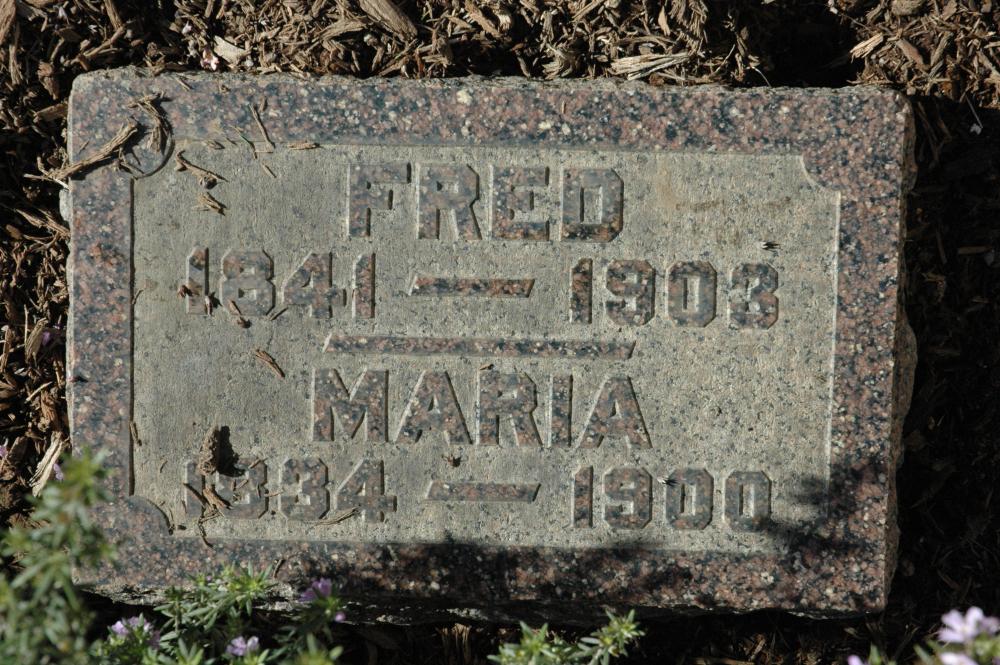 FRED
1841 — 1903
MARIA
1834 — 1900